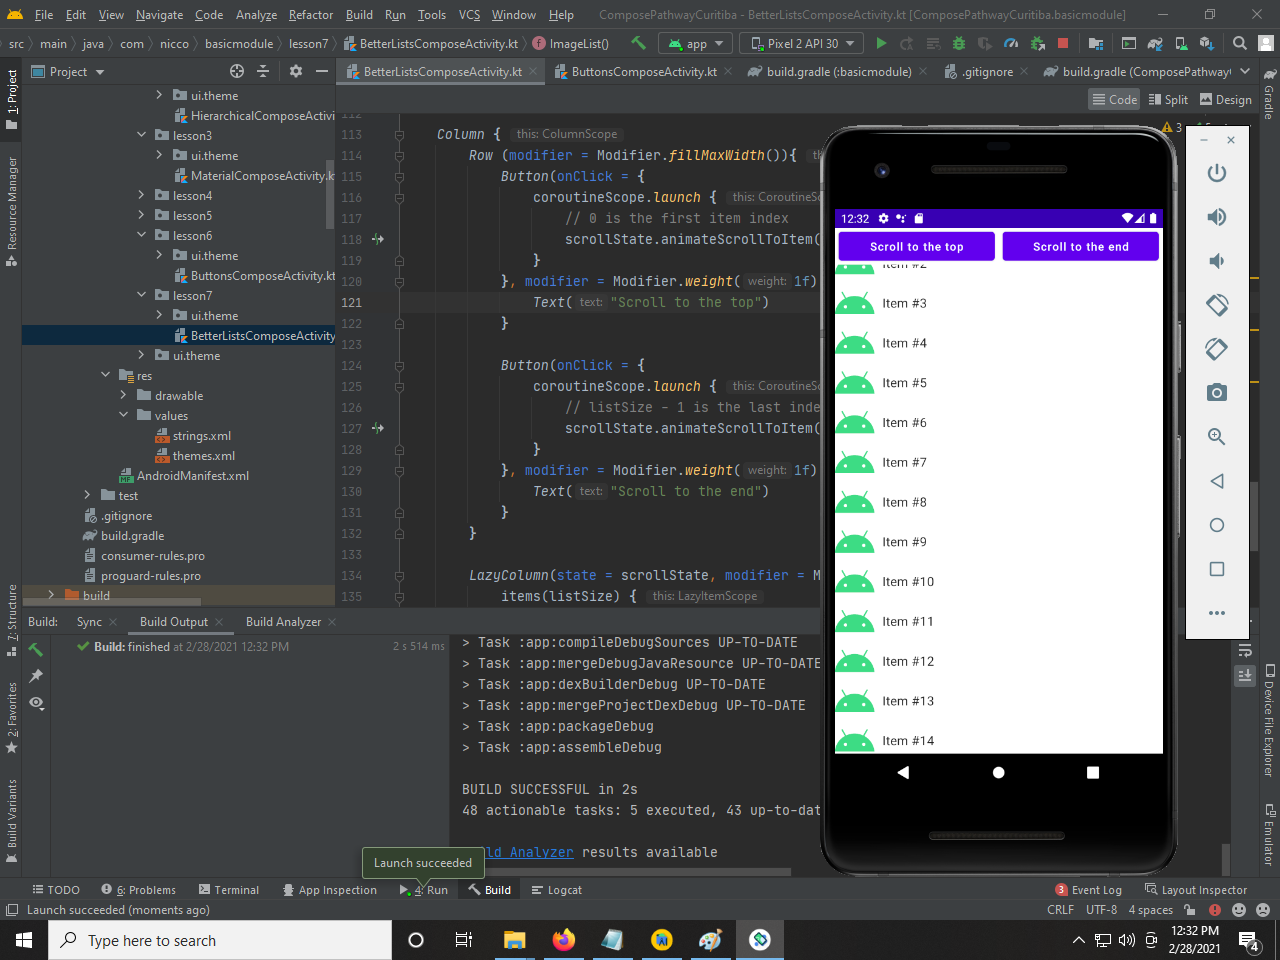 File Edit View Navigate Code Analyze Refactor Build Run Tools VCS Window Help ComposePathwayCuritiba - BetterListsComposeActivity.kt [ComposePathwayCuritiba.basicmodule]
src main java com nicco basicmodule lesson7 BetterListsComposeActivity.kt ImageList() app Pixel 2 API 30
Project
BetterListsComposeActivity.kt ButtonsComposeActivity.kt build.gradle (:basicmodule) .gitignore build.gradle (ComposePathway
Code Split Design
1: Project
Resource Manager
Z: Structure
2: Favorites
Build Variants
Gradle
Device File Explorer
Emulator
ui.theme
HierarchicalComposeActivi
lesson3
ui.theme
MaterialComposeActivity.k
lesson4
lesson5
lesson6
ui.theme
ButtonsComposeActivity.kt
lesson7
ui.theme
BetterListsComposeActivity
ui.theme
res
drawable
values
strings.xml
themes.xml
AndroidManifest.xml
test
.gitignore
build.gradle
consumer-rules.pro
proguard-rules.pro
build
112
113 Column { this: ColumnScope
114 Row (modifier = Modifier.fillMaxWidth()){
115 Button(onClick = {
116 coroutineScope.launch { this: CoroutineSc
117 // 0 is the first item index
118 scrollState.animateScrollToItem(
119 }
120 }, modifier = Modifier.weight( weight: 1f)
121 Text( text: "Scroll to the top")
122 }
123
124 Button(onClick = {
125 coroutineScope.launch { this: CoroutineSc
126 // listSize - 1 is the last inde
127 scrollState.animateScrollToItem(
128 }
129 }, modifier = Modifier.weight( weight: 1f)
130 Text( text: "Scroll to the end")
131 }
132 }
133
134 LazyColumn(state = scrollState, modifier = M
135 items(listSize) { this: LazyItemScope
3
12:32
Scroll to the top Scroll to the end
Item #2
Item #3
Item #4
Item #5
Item #6
Item #7
Item #8
Item #9
Item #10
Item #11
Item #12
Item #13
Item #14
Build: Sync Build Output Build Analyzer
Build: finished at 2/28/2021 12:32 PM 2 s 514 ms
> Task :app:compileDebugSources UP-TO-DATE
> Task :app:mergeDebugJavaResource UP-TO-DATE
> Task :app:dexBuilderDebug UP-TO-DATE
> Task :app:mergeProjectDexDebug UP-TO-DATE
> Task :app:packageDebug
> Task :app:assembleDebug
BUILD SUCCESSFUL in 2s
48 actionable tasks: 5 executed, 43 up-to-dat
ld Analyzer results available
Launch succeeded
TODO 6: Problems Terminal App Inspection 4: Run Build Logcat 3 Event Log Layout Inspector
Launch succeeded (moments ago) CRLF UTF-8 4 spaces
Type here to search
12:32 PM
2/28/2021
4